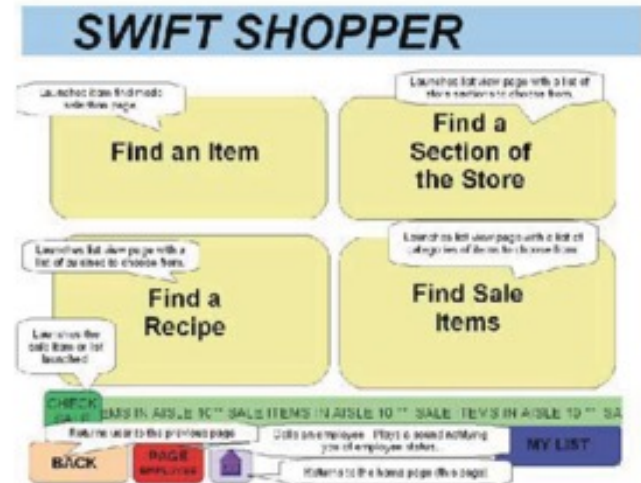 SWIFT SHOPPER
Launches item find mode
selection page.
Launches list view page with a list of
store sections to choose from.
Find an Item
Find a
Section of
the Store
Launches list view page with a
list of to choose from.
Launches list view page with a list of
categories of items to choose from
Find a
Recipe
Find Sale
Items
Launches the
sale item or list
launched
CHECK
EMS IN AISLE 10 ** SALE ITEMS IN AISLE 10 ** SALE ITEMS IN AISLE 10 ** SA
Returns user to the previous page
Calls an employee. Plays a sound notifying
you of employee status.
BACK
PAGE
EMPLOYEE
MY LIST
Returns to the home page (this page)